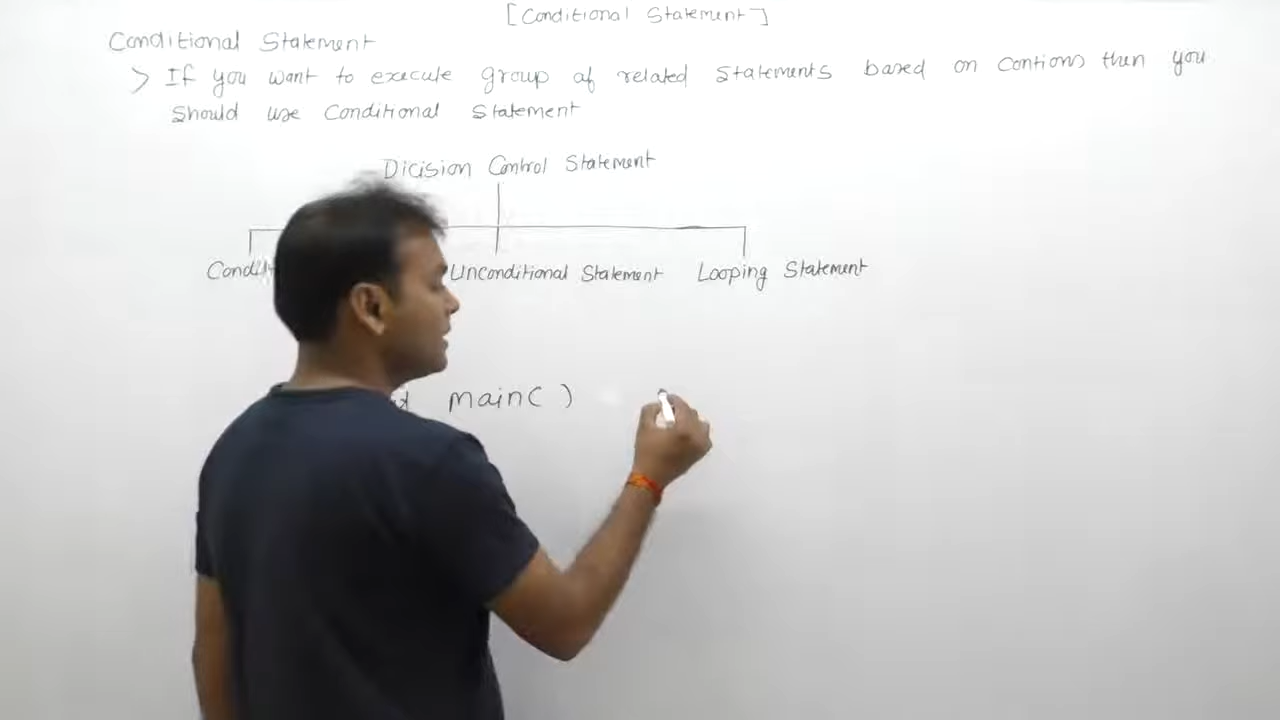 [Conditional Statement]
Conditional Statement
> If you want to execute group of related Statements based on Contions then you
Should use Conditional Statement
Dicision Control Statement
Unconditional Statement Looping Statement
main( )